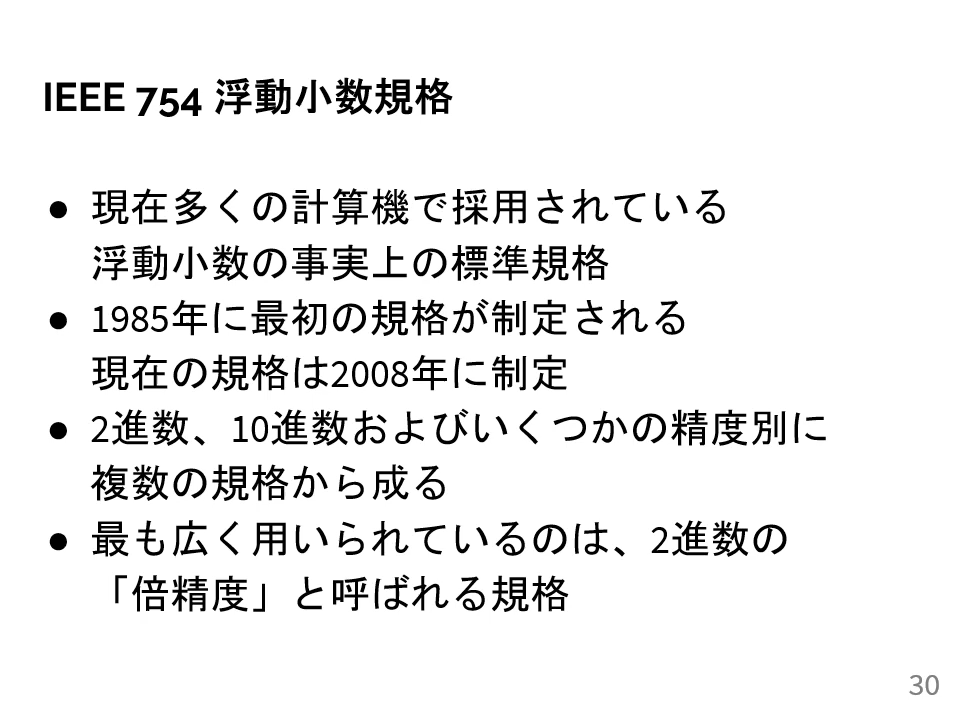 IEEE 754 浮動小数規格
● 現在多くの計算機で採用されている
浮動小数の事実上の標準規格
● 1985年に最初の規格が制定される
現在の規格は2008年に制定
● 2進数、10進数およびいくつかの精度別に
複数の規格から成る
● 最も広く用いられているのは、2進数の
「倍精度」と呼ばれる規格
30